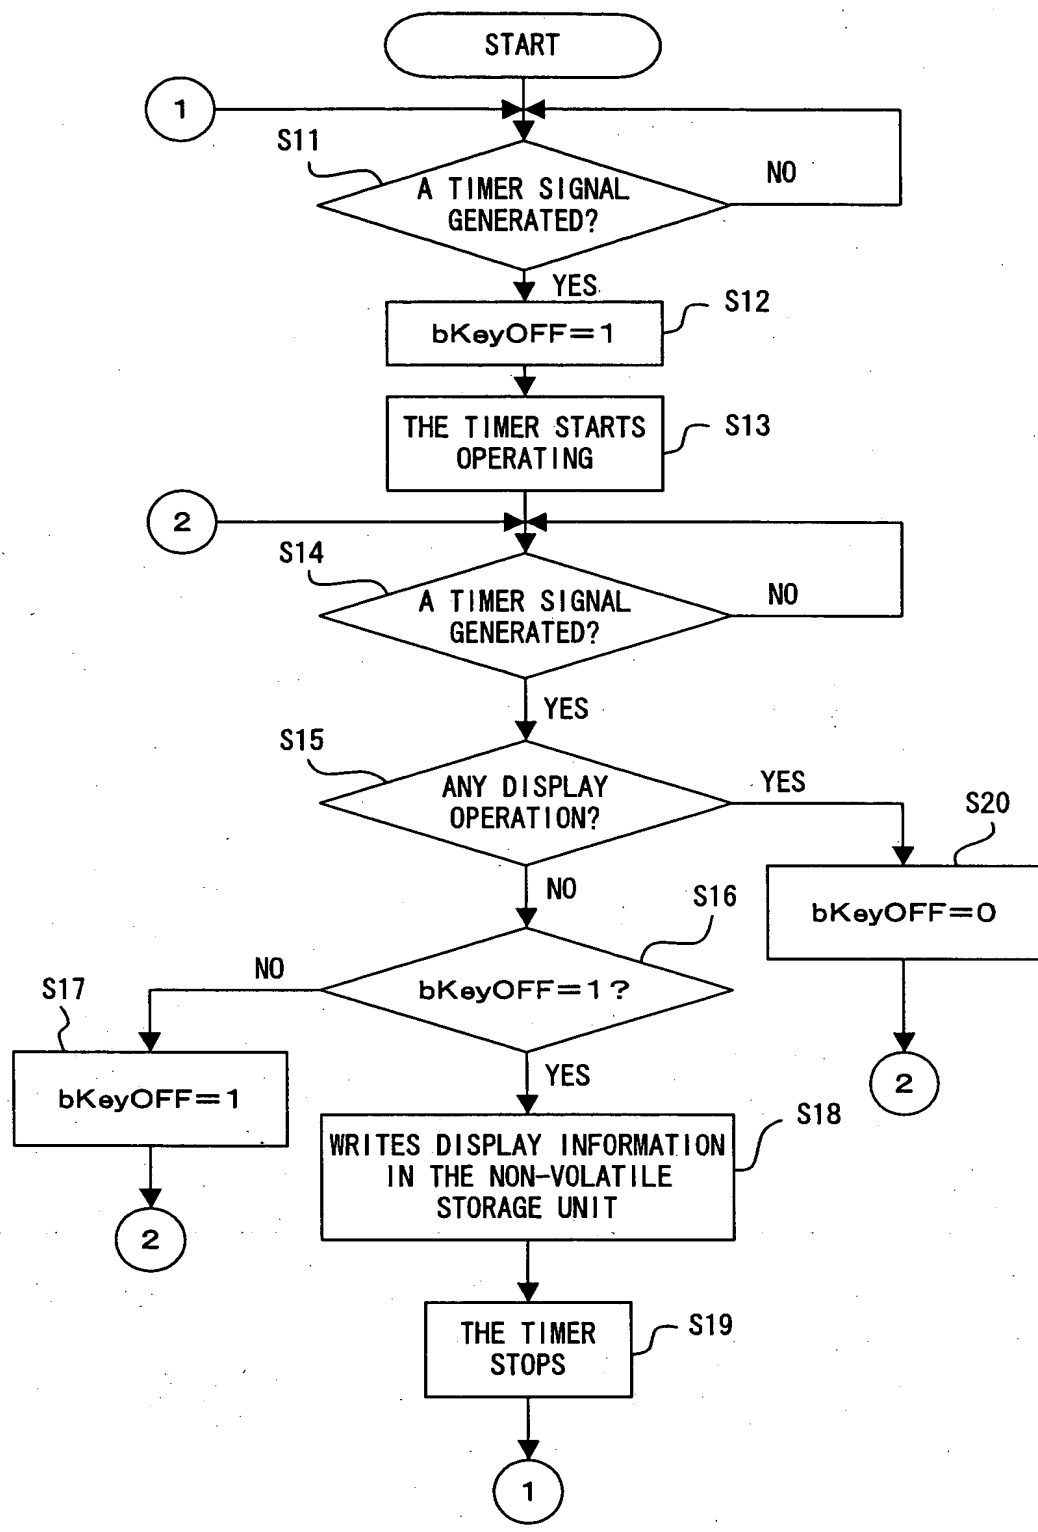 START
1
S11
A TIMER SIGNAL
GENERATED?
NO
YES
S12
bKeyOFF=1
THE TIMER STARTS
OPERATING
S13
2
S14
A TIMER SIGNAL
GENERATED?
NO
YES
S15
ANY DISPLAY
OPERATION?
YES
S20
bKeyOFF=0
2
NO
S16
bKeyOFF=1?
NO
S17
bKeyOFF=1
2
YES
S18
WRITES DISPLAY INFORMATION
IN THE NON-VOLATILE
STORAGE UNIT
THE TIMER
STOPS
S19
1